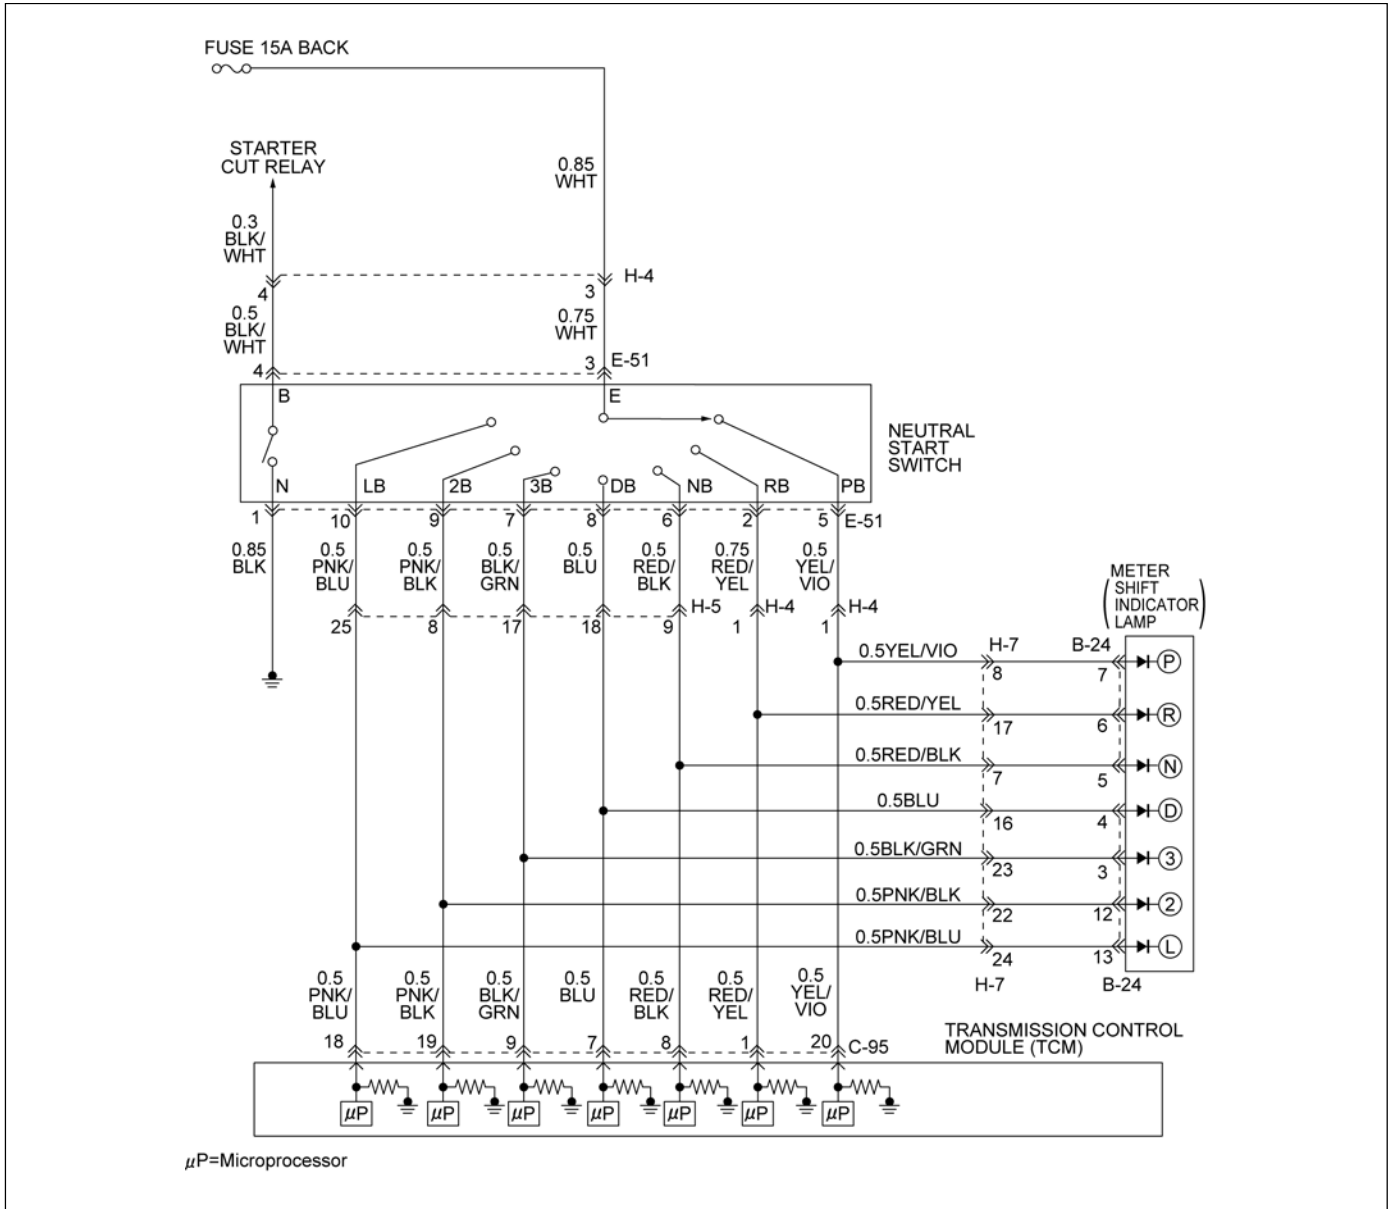 FUSE 15A BACK
STARTER
CUT RELAY
0.85
WHT
0.3
BLK/
WHT
H-4
4
3
0.5
BLK/
WHT
0.75
WHT
4
3
E-51
B
E
NEUTRAL
START
SWITCH
N
LB
2B
3B
DB
NB
RB
PB
1
10
9
7
8
6
2
5
E-51
0.85
BLK
0.5
PNK/
BLU
0.5
PNK/
BLK
0.5
BLK/
GRN
0.5
BLU
0.5
RED/
BLK
0.75
RED/
YEL
0.5
YEL/
VIO
H-5
H-4
H-4
25
8
17
18
9
1
1
METER
SHIFT
INDICATOR
LAMP
0.5YEL/VIO
H-7
B-24
8
7
P
0.5RED/YEL
17
6
R
0.5RED/BLK
7
5
N
0.5BLU
16
4
D
0.5BLK/GRN
23
3
3
0.5PNK/BLK
22
12
2
0.5PNK/BLU
24
13
L
H-7
B-24
0.5
PNK/
BLU
0.5
PNK/
BLK
0.5
BLK/
GRN
0.5
BLU
0.5
RED/
BLK
0.5
RED/
YEL
0.5
YEL/
VIO
18
19
9
7
8
1
20
C-95
TRANSMISSION CONTROL
MODULE (TCM)
μP
μP
μP
μP
μP
μP
μP
μP=Microprocessor